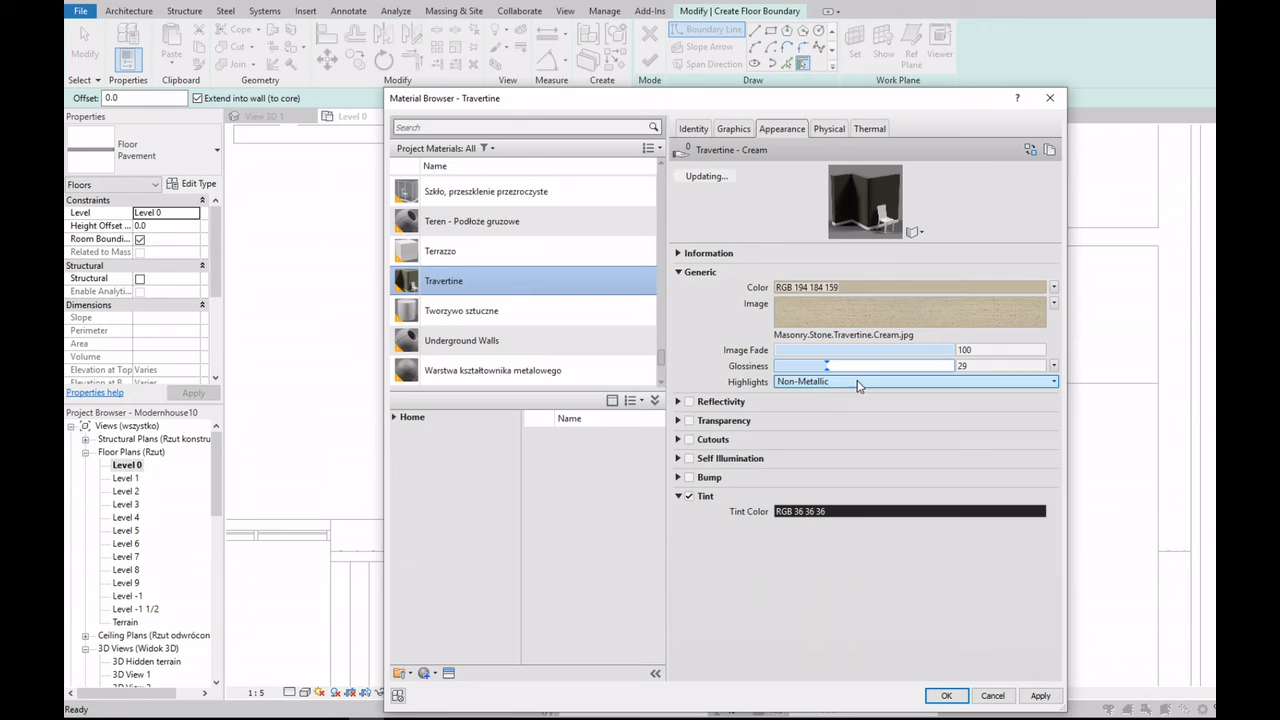 File Architecture Structure Steel Systems Insert Annotate Analyze Massing & Site Collaborate View Manage Add-Ins Modify | Create Floor Boundary
Modify
Properties
Paste
Cope
Cut
Join
Boundary Line
Slope Arrow
Span Direction
Set Show Ref Plane Viewer
Select Properties Clipboard Geometry Modify View Measure Create Mode Draw Work Plane
Offset: 0.0 Extend into wall (to core)
Properties
Floor
Pavement
Floors Edit Type
Constraints
Level Level 0
Height Offset ... 0.0
Room Boundi...
Related to Mass
Structural
Structural
Enable Analyti...
Dimensions
Slope
Perimeter
Area
Volume
Elevation at T...
Properties help Apply
Project Browser - Modernhouse10
Views (wszystko)
Structural Plans (Rzut konstru
Floor Plans (Rzut)
Level 0
Level 1
Level 2
Level 3
Level 4
Level 5
Level 6
Level 7
Level 8
Level 9
Level -1
Level -1 1/2
Terrain
Ceiling Plans (Rzut odwrócon
3D Views (Widok 3D)
3D Hidden terrain
3D View 1
View 3D 1 Level 0
1 : 5
Ready
Material Browser - Travertine
?
Search
Project Materials: All
Name
Szkło, przeszklenie przezroczyste
Teren - Podłoże gruzowe
Terrazzo
Travertine
Tworzywo sztuczne
Underground Walls
Warstwa kształtownika metalowego
Home
Name
Identity Graphics Appearance Physical Thermal
0 Travertine - Cream
Updating...
Information
Generic
Color RGB 194 184 159
Image
Masonry.Stone.Travertine.Cream.jpg
Image Fade 100
Glossiness 29
Highlights Non-Metallic
Reflectivity
Transparency
Cutouts
Self Illumination
Bump
Tint
Tint Color RGB 36 36 36
OK Cancel Apply